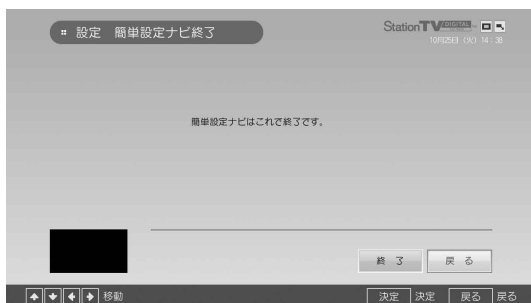 設定 簡単設定ナビ終了
StationTV DIGITAL
10月25日 (火) 14:38
簡単設定ナビはこれで終了です。
終 了
戻 る
移動
決定 決定 戻る 戻る